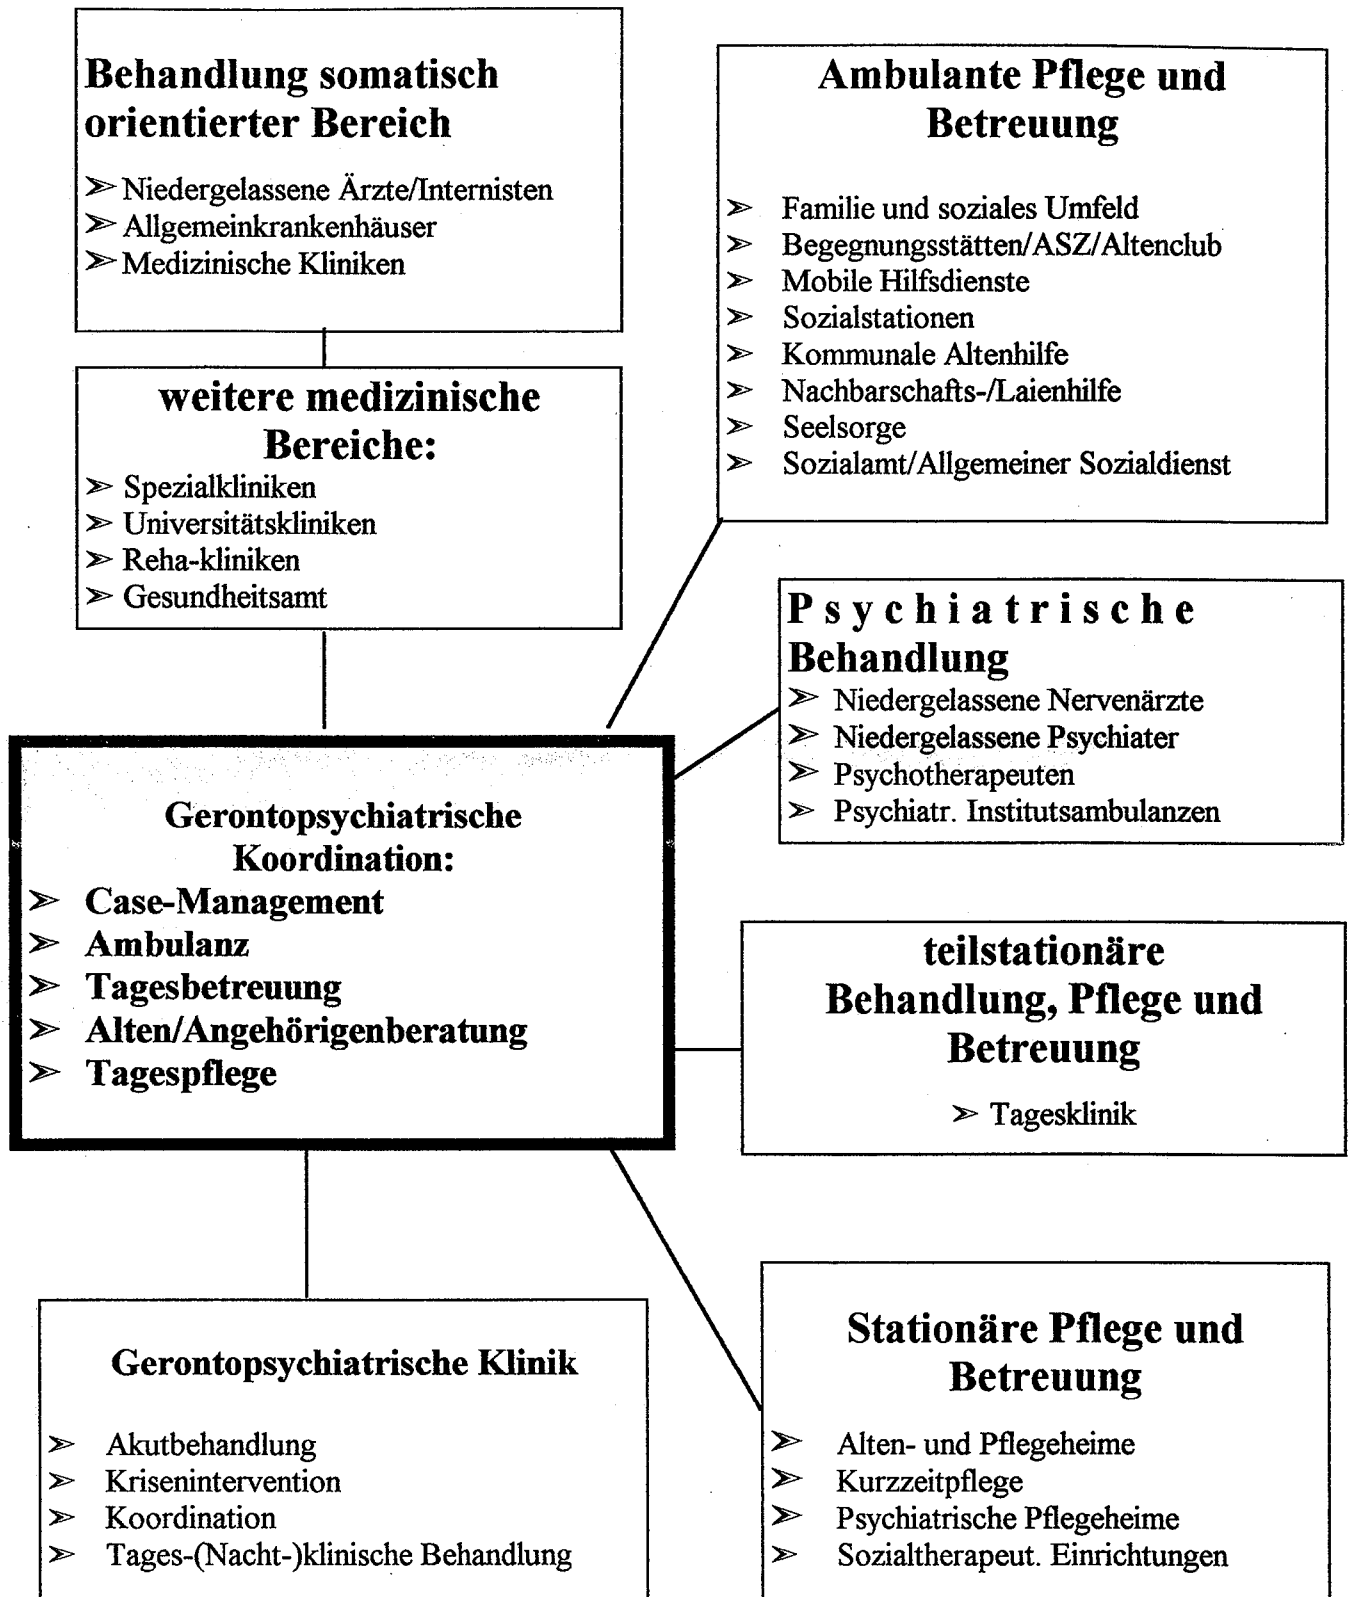 Behandlung somatisch
orientierter Bereich
➢ Niedergelassene Ärzte/Internisten
➢ Allgemeinkrankenhäuser
➢ Medizinische Kliniken
weitere medizinische
Bereiche:
➢ Spezialkliniken
➢ Universitätskliniken
➢ Reha-kliniken
➢ Gesundheitsamt
Ambulante Pflege und
Betreuung
➢ Familie und soziales Umfeld
➢ Begegnungsstätten/ASZ/Altenclub
➢ Mobile Hilfsdienste
➢ Sozialstationen
➢ Kommunale Altenhilfe
➢ Nachbarschafts-/Laienhilfe
➢ Seelsorge
➢ Sozialamt/Allgemeiner Sozialdienst
Psychiatrische
Behandlung
➢ Niedergelassene Nervenärzte
➢ Niedergelassene Psychiater
➢ Psychotherapeuten
➢ Psychiatr. Institutsambulanzen
Gerontopsychiatrische
Koordination:
➢ Case-Management
➢ Ambulanz
➢ Tagesbetreuung
➢ Alten/Angehörigenberatung
➢ Tagespflege
teilstationäre
Behandlung, Pflege und
Betreuung
➢ Tagesklinik
Gerontopsychiatrische Klinik
➢ Akutbehandlung
➢ Krisenintervention
➢ Koordination
➢ Tages-(Nacht-)klinische Behandlung
Stationäre Pflege und
Betreuung
➢ Alten- und Pflegeheime
➢ Kurzzeitpflege
➢ Psychiatrische Pflegeheime
➢ Sozialtherapeut. Einrichtungen